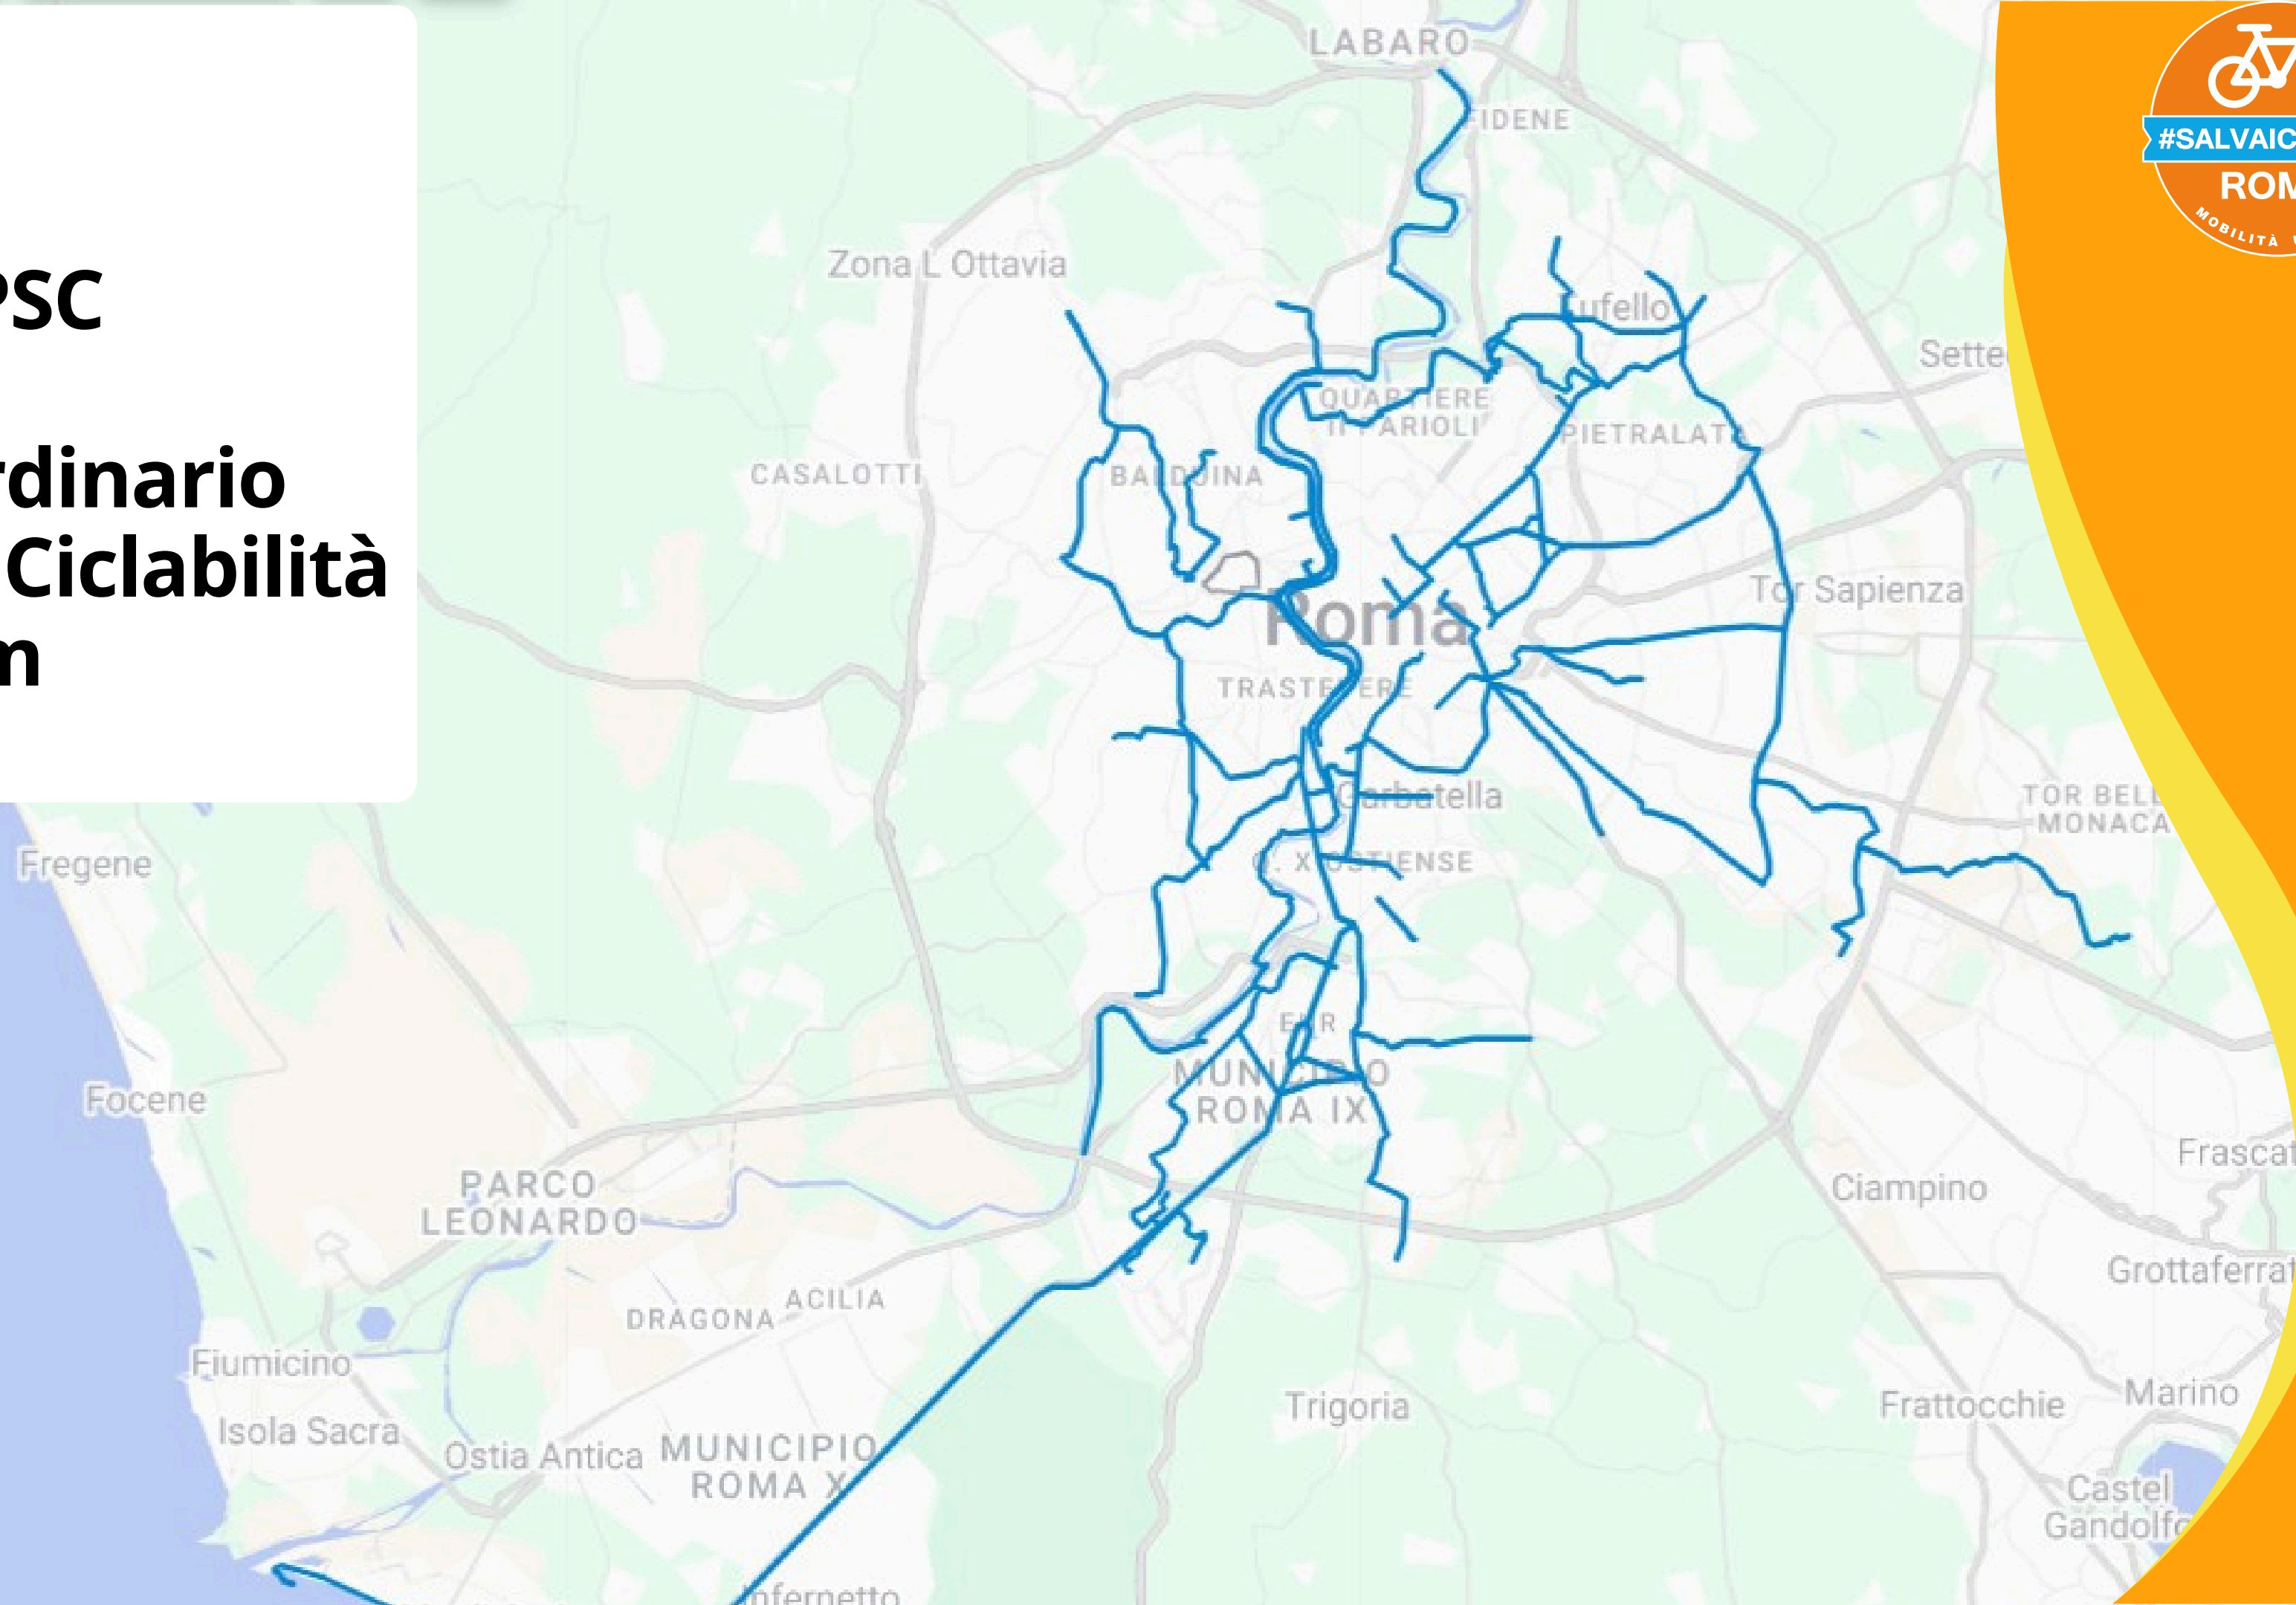 PSC
rdinario
Ciclabilità
m
#SALVAIC
ROM
MOBILITÀ
LABARO
FIDENE
Zona L Ottavia
Tufello
Sette
QUARTIERE
II PARIOLI
PIETRALATA
CASALOTTI
BALDUINA
Tor Sapienza
Roma
TRASTEVERE
Garbatella
TOR BELL
MONACA
Fregene
Q. X OSTIENSE
EUR
MUNICIPIO
ROMA IX
Focene
Frascat
PARCO
LEONARDO
Ciampino
Grottaferrat
ACILIA
DRAGONA
Fiumicino
Trigoria
Frattocchie
Marino
Isola Sacra
Ostia Antica
MUNICIPIO
ROMA X
Castel
Gandolfo
Infernetto